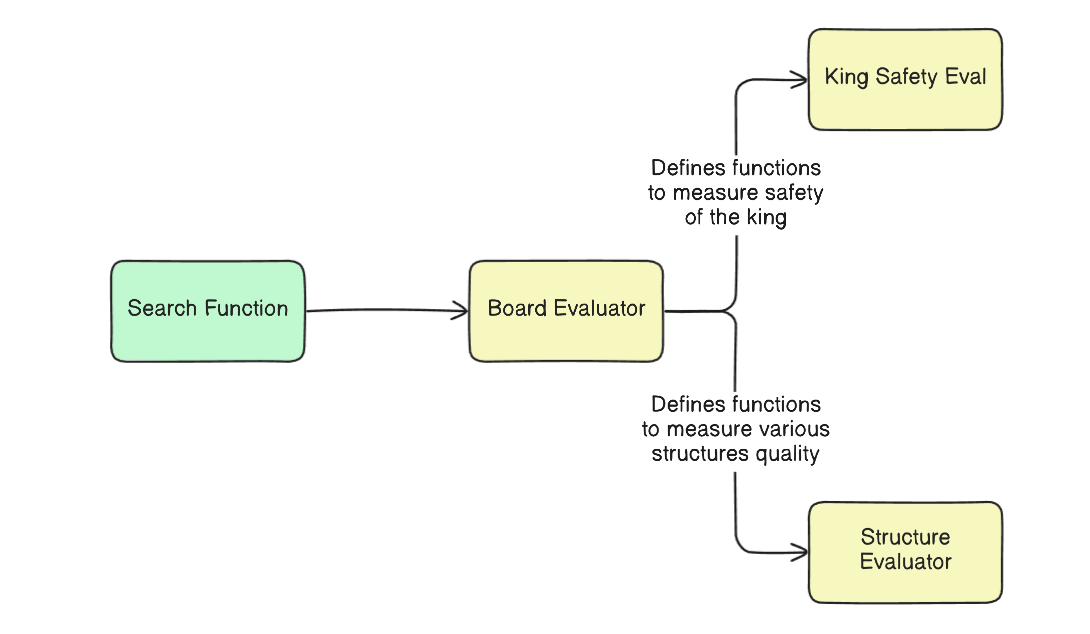 King Safety Eval
Defines functions
to measure safety
of the king
Search Function
Board Evaluator
Defines functions
to measure various
structures quality
Structure
Evaluator